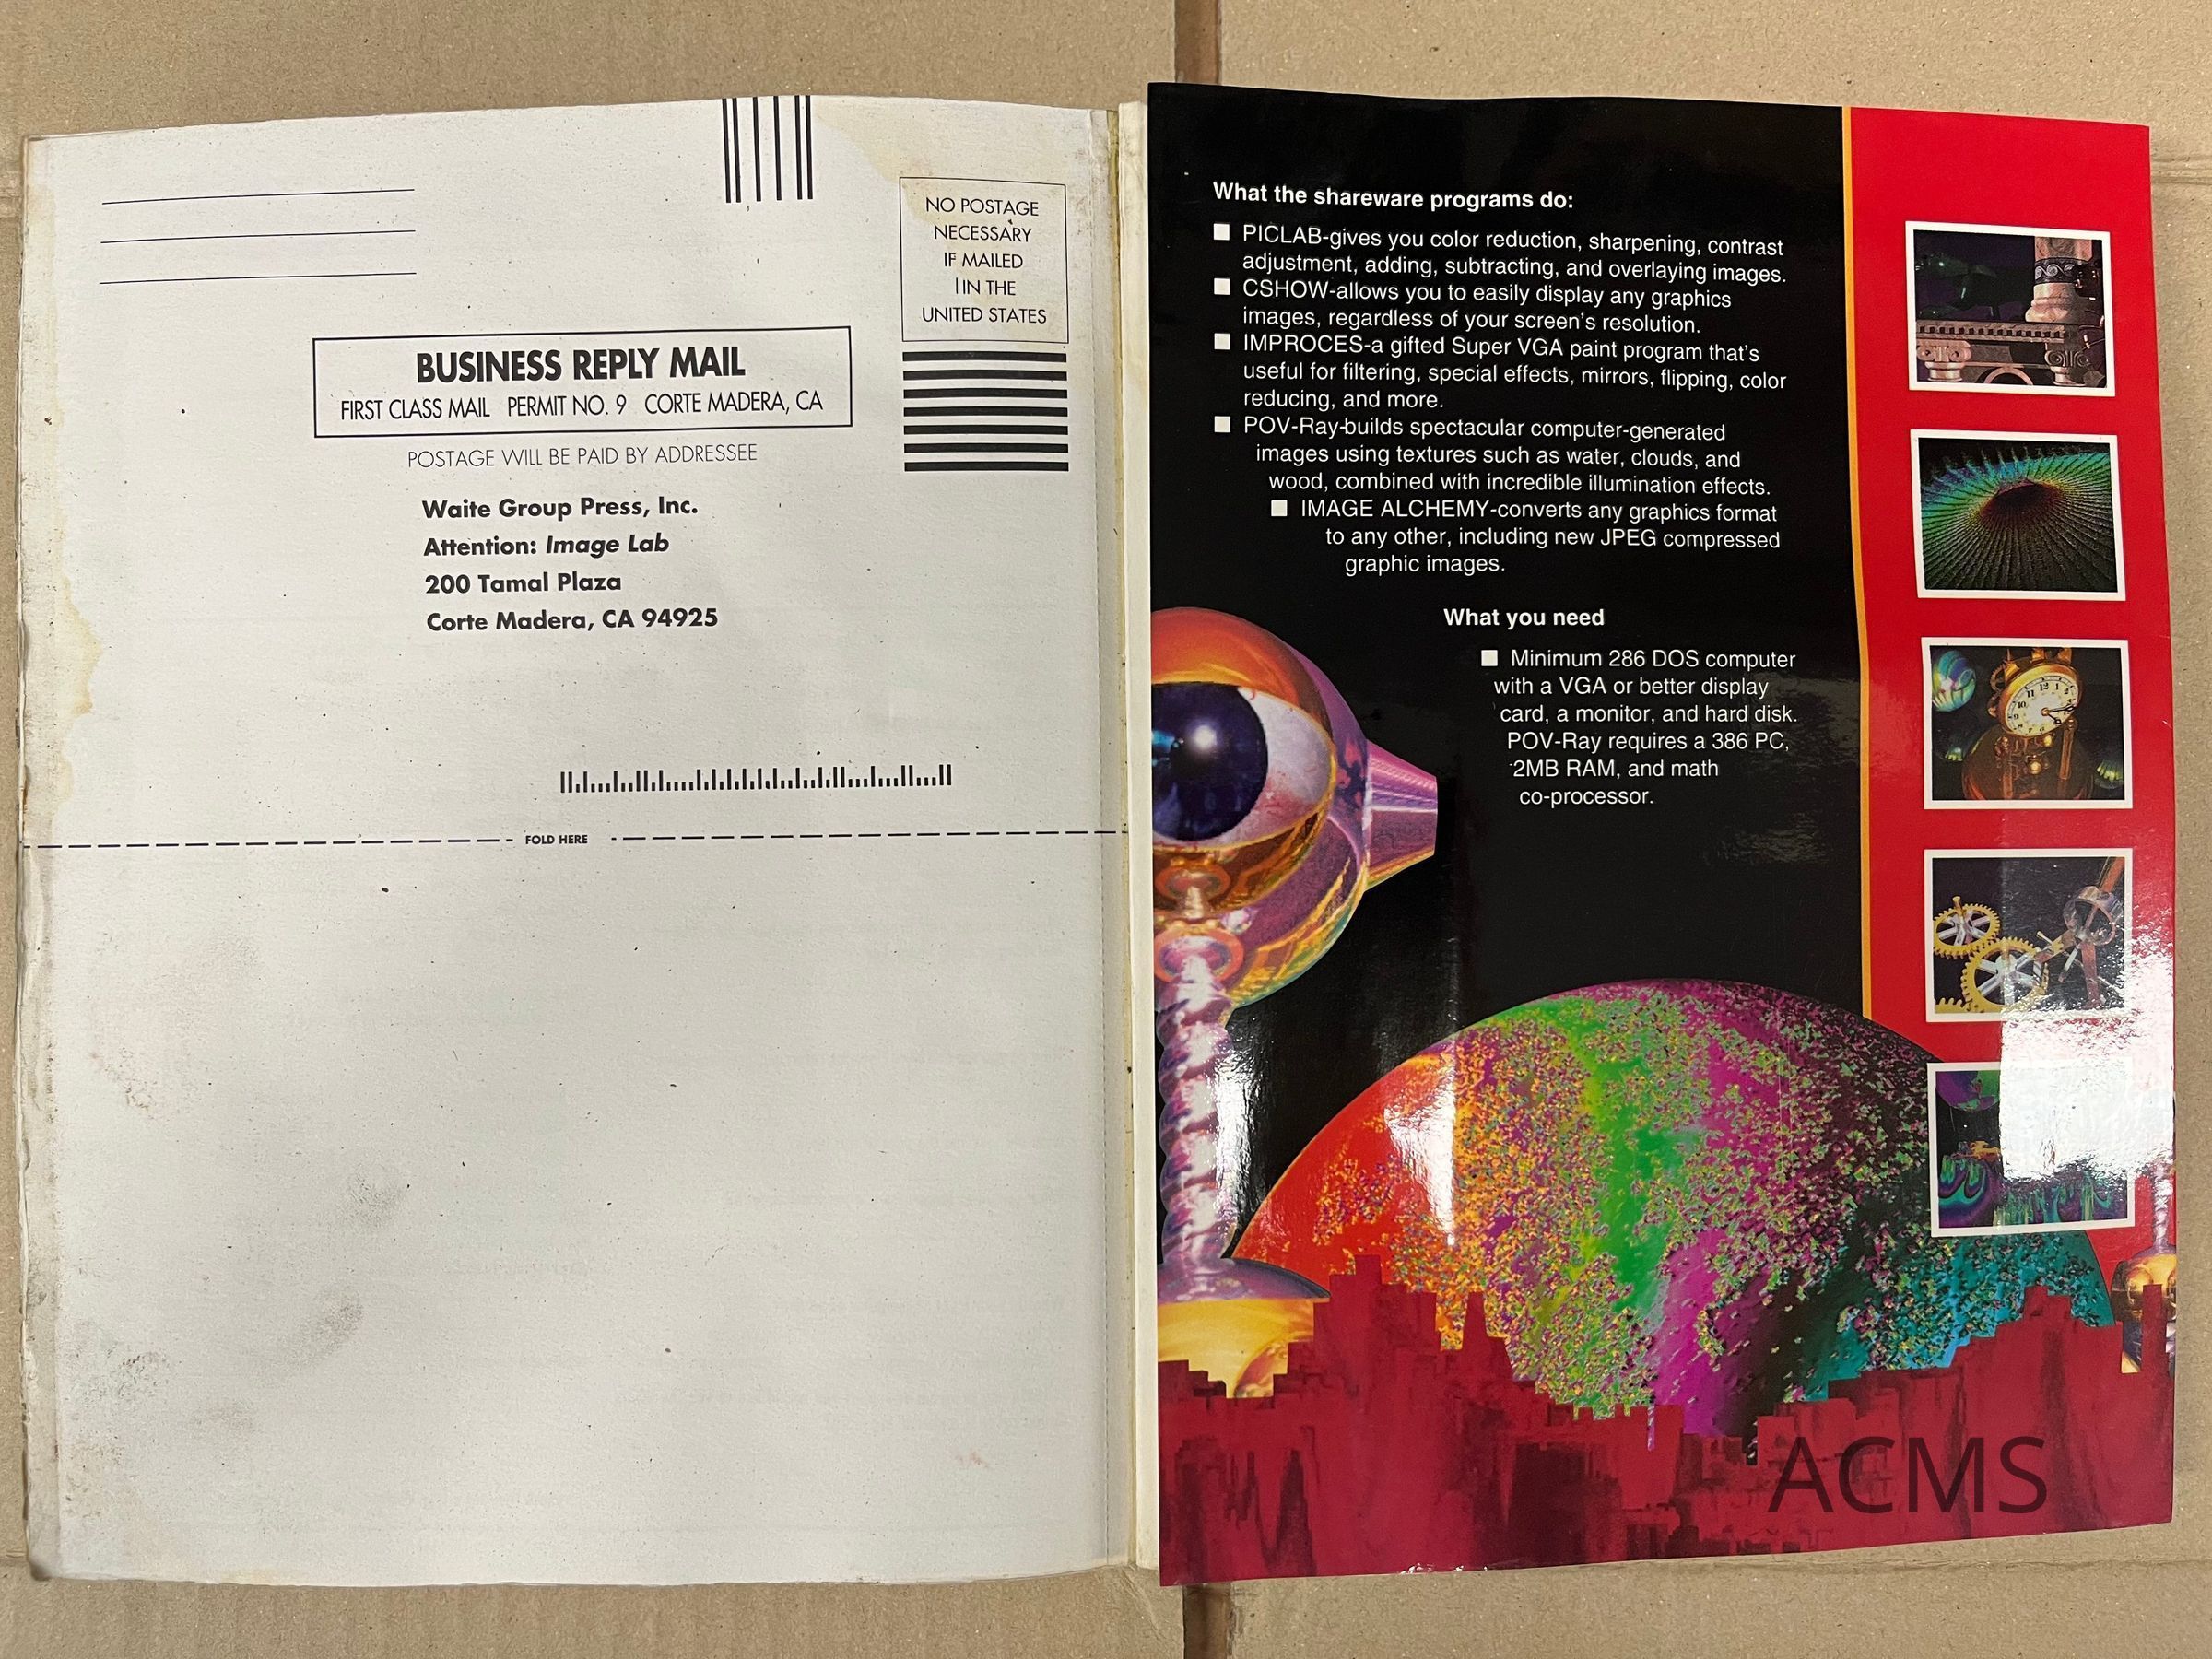 NO POSTAGE
NECESSARY
IF MAILED
IN THE
UNITED STATES
BUSINESS REPLY MAIL
FIRST CLASS MAIL PERMIT NO. 9 CORTE MADERA, CA
POSTAGE WILL BE PAID BY ADDRESSEE
Waite Group Press, Inc.
Attention: Image Lab
200 Tamal Plaza
Corte Madera, CA 94925
FOLD HERE
What the shareware programs do:
■ PICLAB-gives you color reduction, sharpening, contrast
adjustment, adding, subtracting, and overlaying images.
■ CSHOW-allows you to easily display any graphics
images, regardless of your screen's resolution.
■ IMPROCES-a gifted Super VGA paint program that's
useful for filtering, special effects, mirrors, flipping, color
reducing, and more.
■ POV-Ray-builds spectacular computer-generated
images using textures such as water, clouds, and
wood, combined with incredible illumination effects.
■ IMAGE ALCHEMY-converts any graphics format
to any other, including new JPEG compressed
graphic images.
What you need
■ Minimum 286 DOS computer
with a VGA or better display
card, a monitor, and hard disk.
POV-Ray requires a 386 PC,
2MB RAM, and math
co-processor.
ACMS